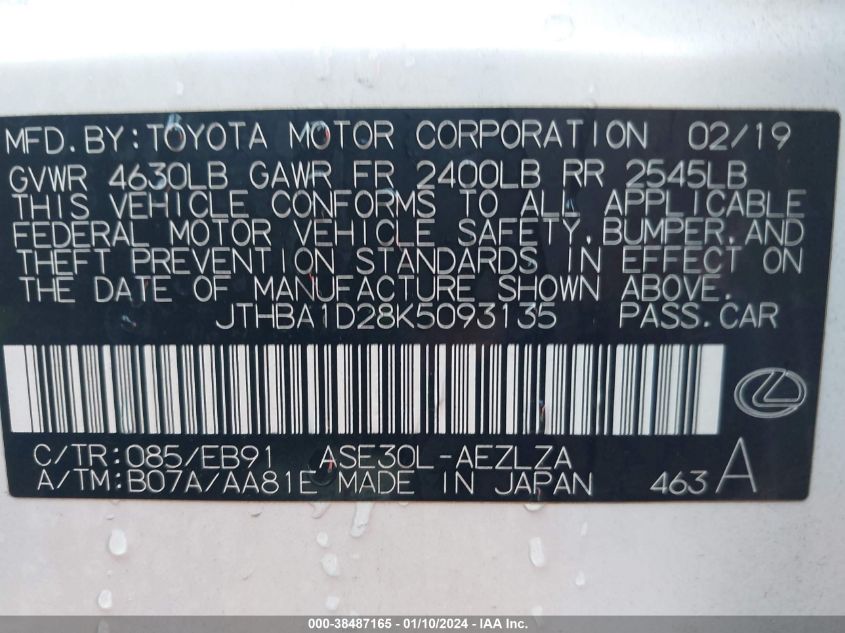 MFD.BY:TOYOTA MOTOR CORPORATION 02/19
GVWR 4630LB GAWR FR 2400LB RR 2545LB
THIS VEHICLE CONFORMS TO ALL APPLICABLE
FEDERAL MOTOR VEHICLE SAFETY,BUMPER,AND
THEFT PREVENTION STANDARDS IN EFFECT ON
THE DATE OF MANUFACTURE SHOWN ABOVE.
JTHBA1D28K5093135 PASS.CAR
C/TR:085/EB91 ASE30L-AEZLZA
A/TM:B07A/AA81E MADE IN JAPAN 463 A
000-38487165 - 01/10/2024 - IAAI.com